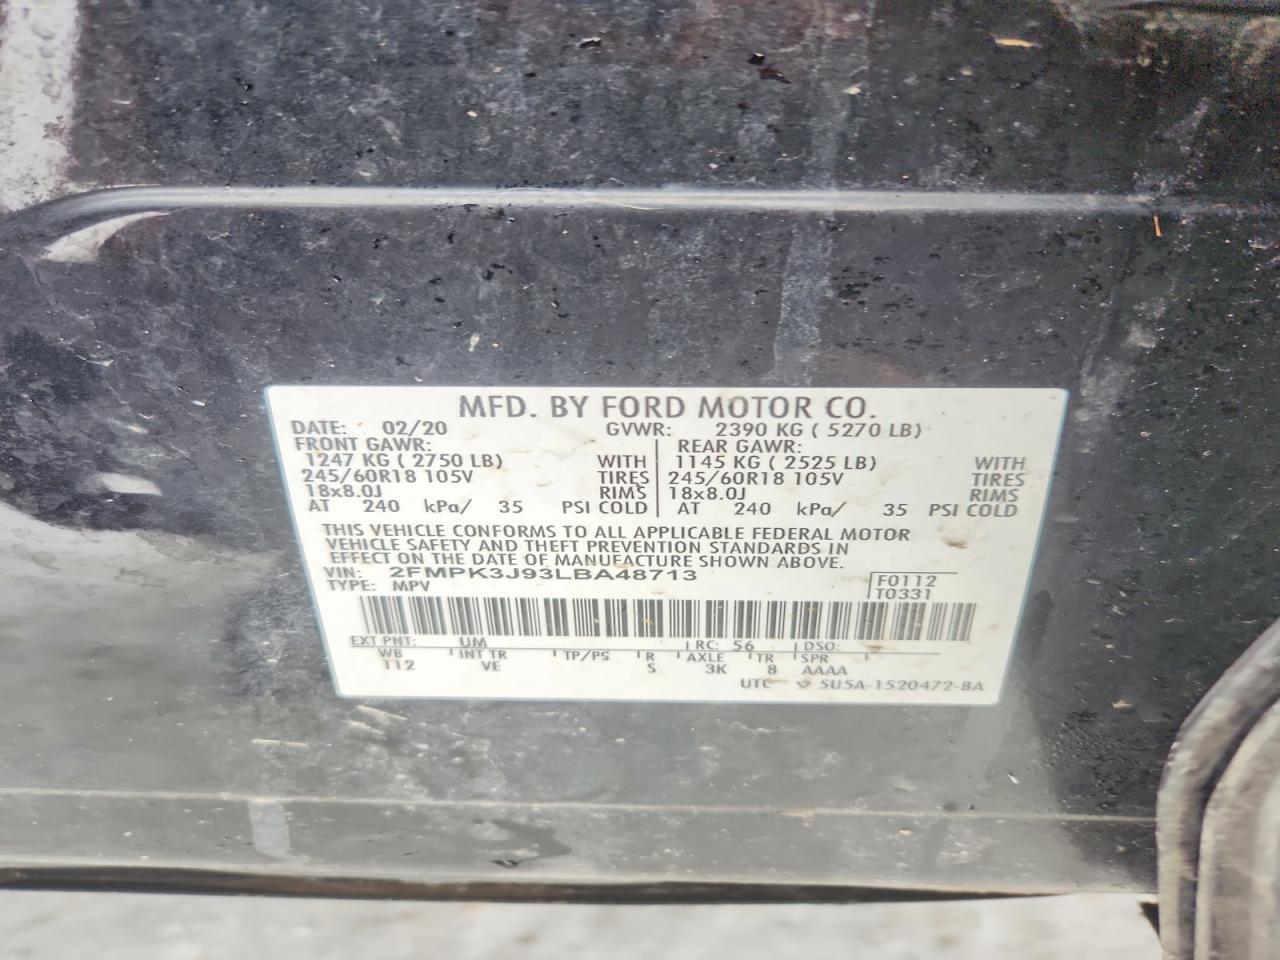 MFD. BY FORD MOTOR CO.
DATE: 02/20 GVWR: 2390 KG ( 5270 LB)
FRONT GAWR: REAR GAWR:
1247 KG ( 2750 LB) WITH 1145 KG ( 2525 LB) WITH
245/60R18 105V TIRES 245/60R18 105V TIRES
18x8.0J RIMS 18x8.0J RIMS
AT 240 kPa/ 35 PSI COLD AT 240 kPa/ 35 PSI COLD
THIS VEHICLE CONFORMS TO ALL APPLICABLE FEDERAL MOTOR
VEHICLE SAFETY AND THEFT PREVENTION STANDARDS IN
EFFECT ON THE DATE OF MANUFACTURE SHOWN ABOVE.
VIN: 2FMPK3J93LBA48713 F0112
TYPE: MPV T0331
EXT PNT: UM RC: 56 DSO:
WB INT TR TP/PS R AXLE TR SPR
112 VE S 3K 8 AAAA
UTC 5U5A-1520472-BA